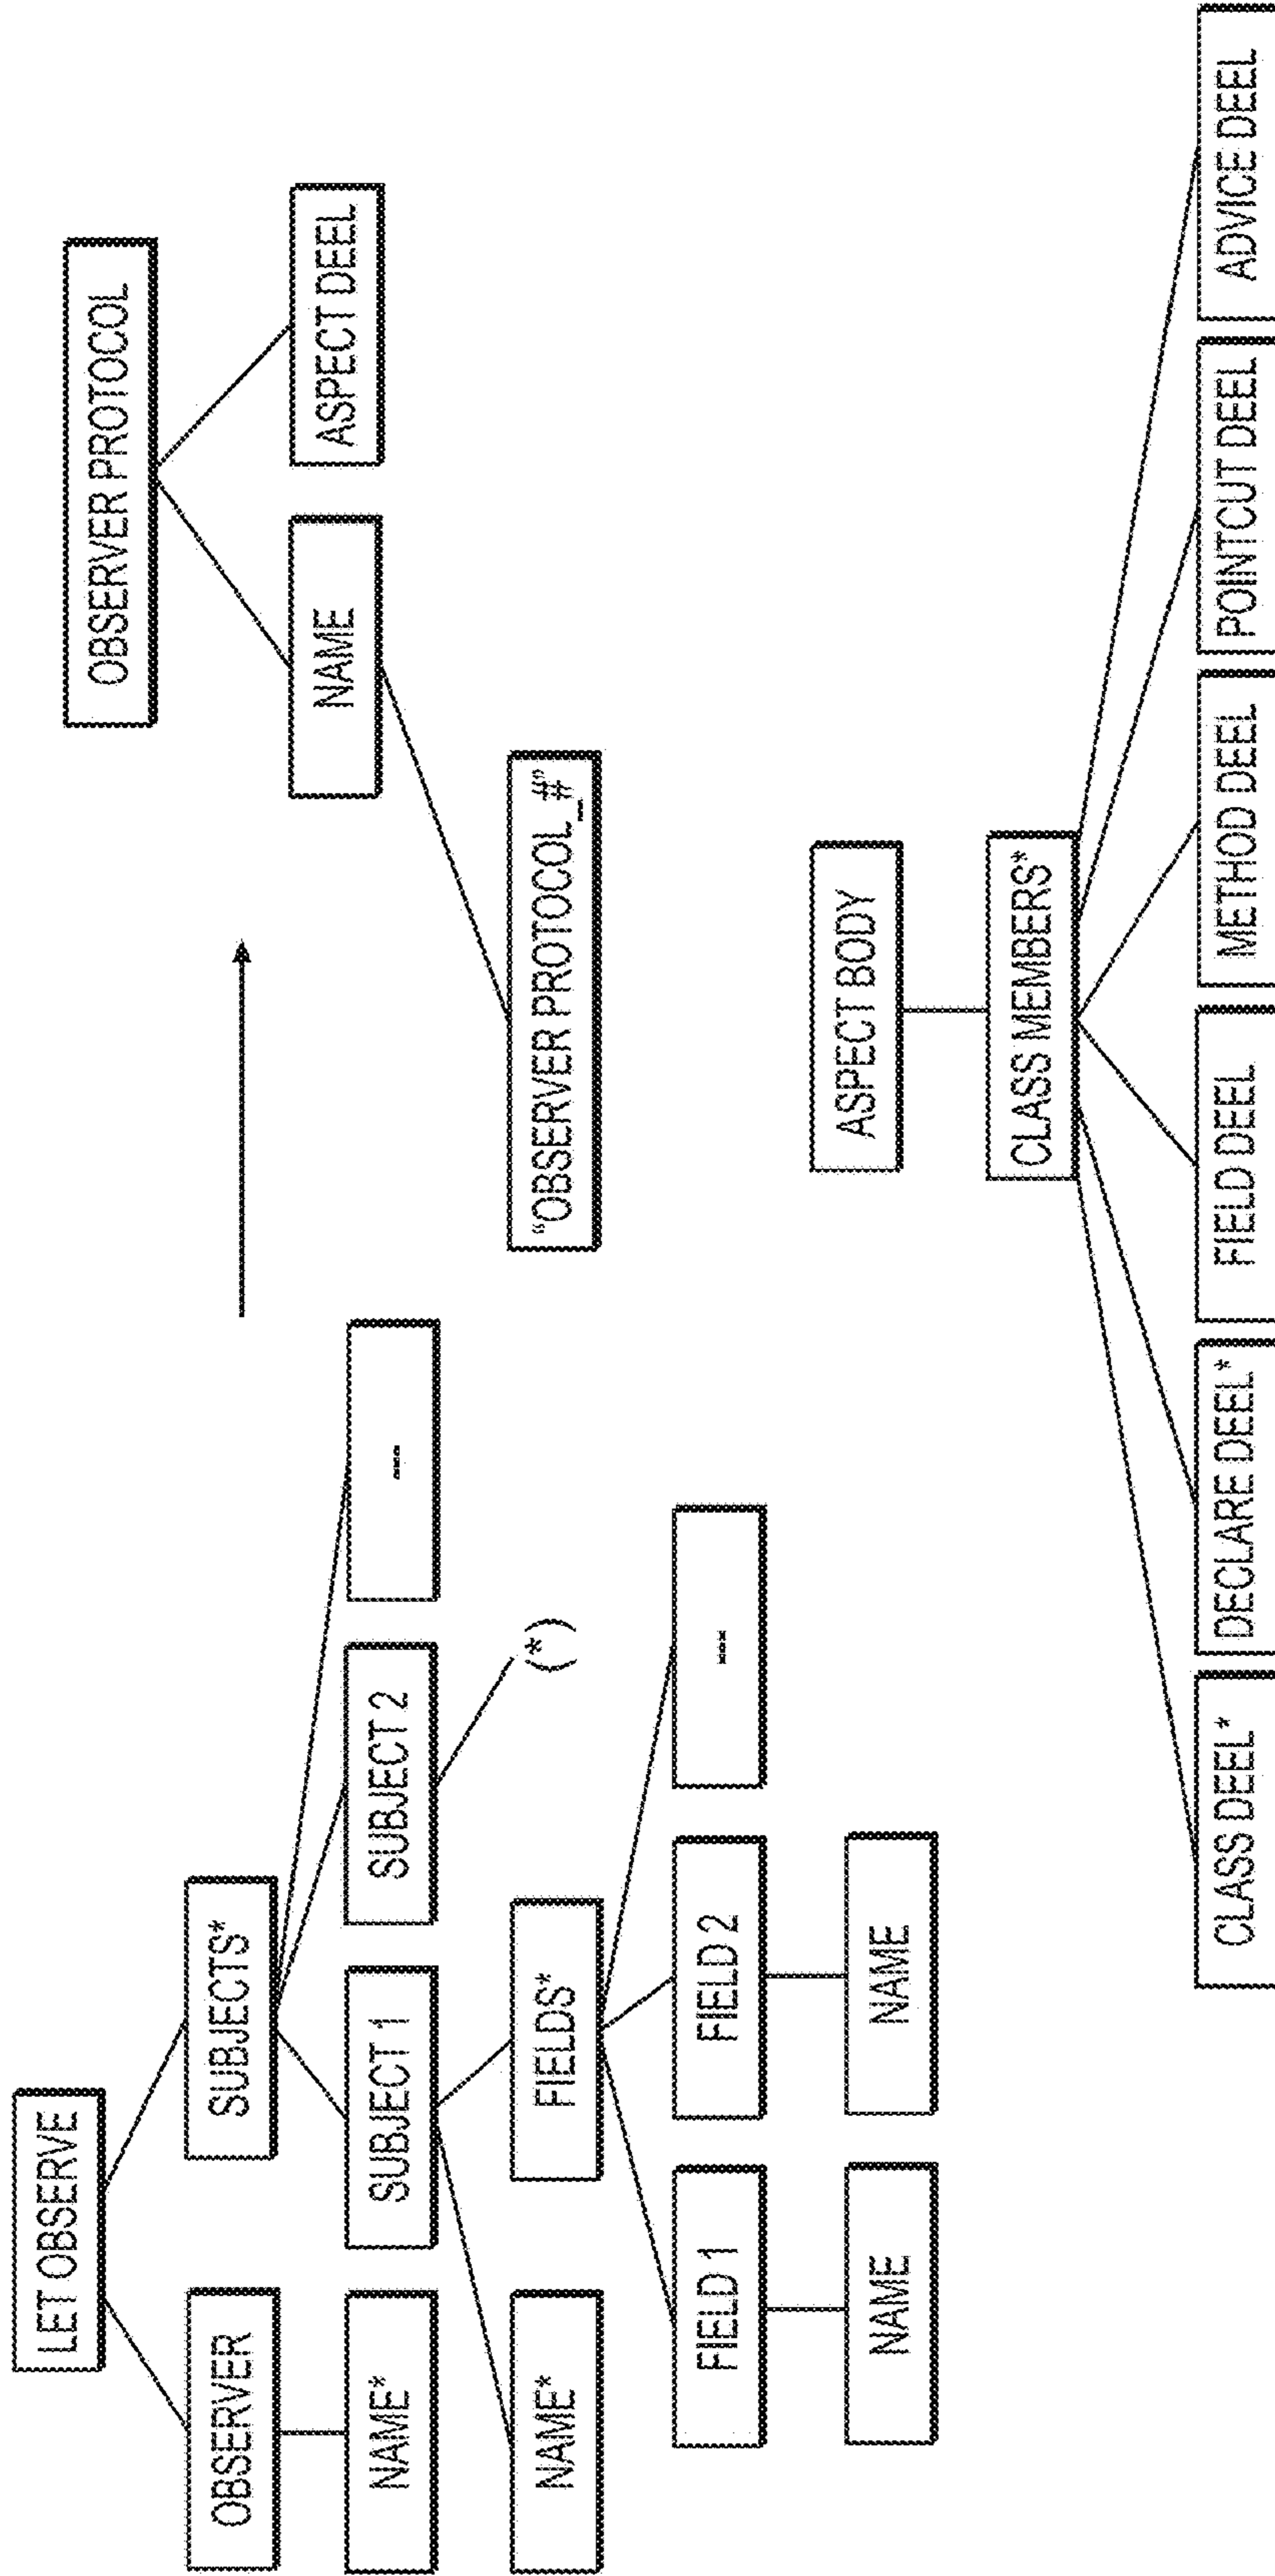 LET OBSERVE
OBSERVER
SUBJECTS*
NAME*
SUBJECT 1
SUBJECT 2
...
NAME*
FIELDS*
(*)
FIELD 1
FIELD 2
...
NAME
NAME
OBSERVER PROTOCOL
NAME
ASPECT DEEL
"OBSERVER PROTOCOL_#"
ASPECT BODY
CLASS MEMBERS*
CLASS DEEL*
DECLARE DEEL*
FIELD DEEL
METHOD DEEL
POINTCUT DEEL
ADVICE DEEL